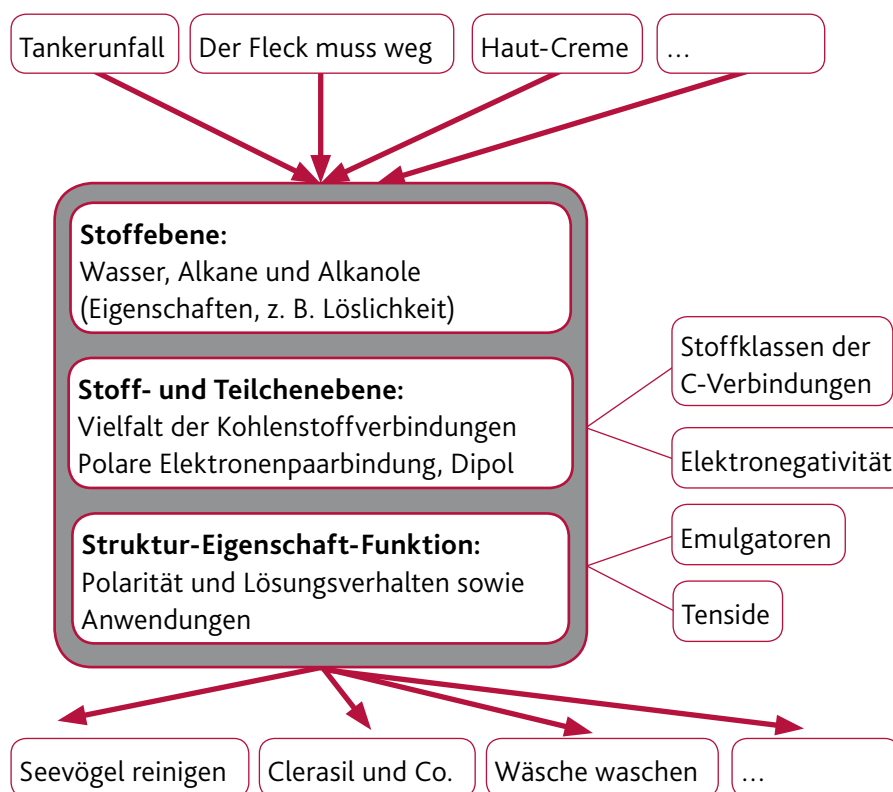 Tankerunfall
Der Fleck muss weg
Haut-Creme
…
Stoffebene:
Wasser, Alkane und Alkanole
(Eigenschaften, z. B. Löslichkeit)
Stoff- und Teilchenebene:
Vielfalt der Kohlenstoffverbindungen
Polare Elektronenpaarbindung, Dipol
Stoffklassen der
C-Verbindungen
Elektronegativität
Struktur-Eigenschaft-Funktion:
Polarität und Lösungsverhalten sowie
Anwendungen
Emulgatoren
Tenside
Seevögel reinigen
Clerasil und Co.
Wäsche waschen
…